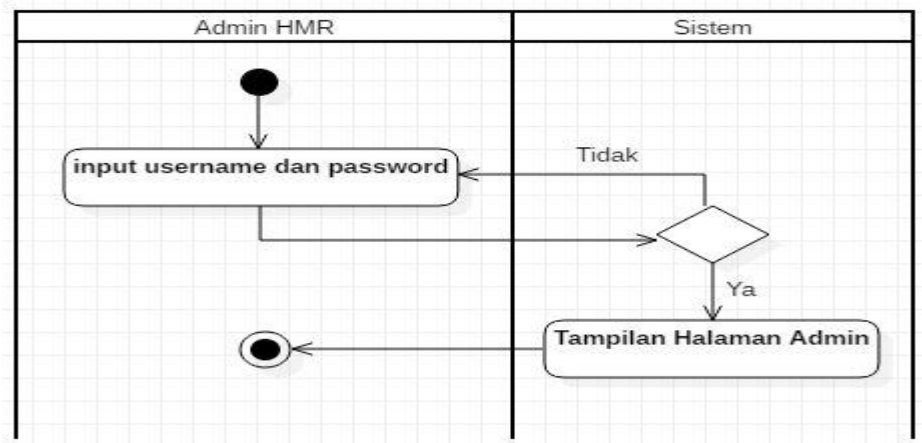 Admin HMR
Sistem
input username dan password
Tidak
Ya
Tampilan Halaman Admin